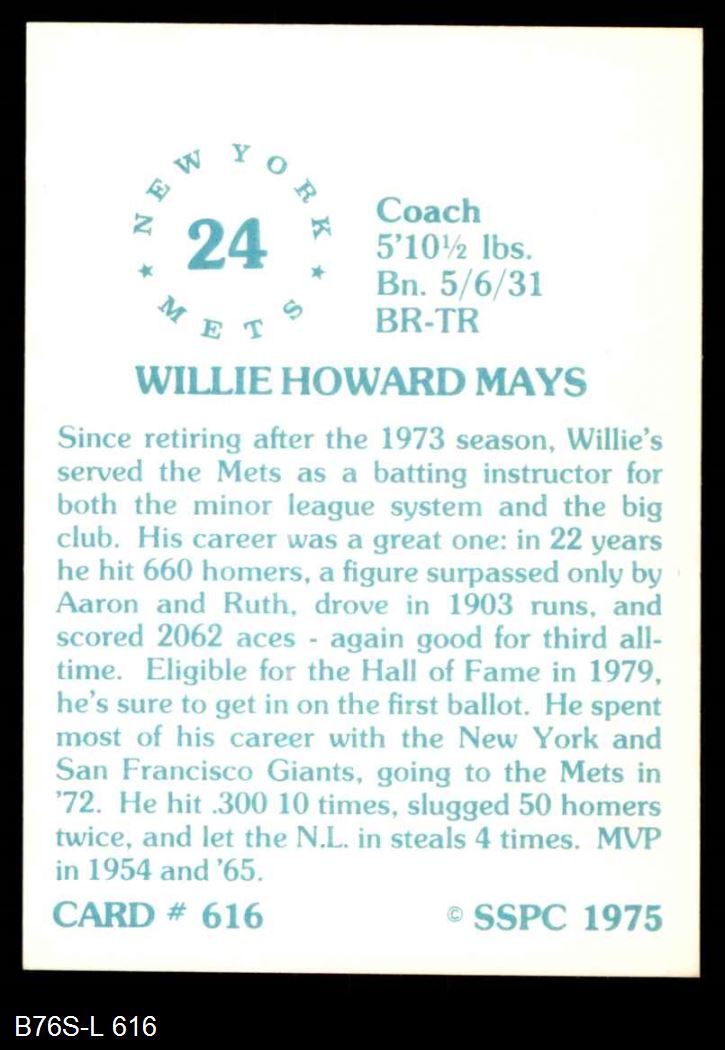 NEW YORK
★ 24 ★
METS
Coach
5'10½ lbs.
Bn. 5/6/31
BR-TR
WILLIE HOWARD MAYS
Since retiring after the 1973 season, Willie's
served the Mets as a batting instructor for
both the minor league system and the big
club. His career was a great one: in 22 years
he hit 660 homers, a figure surpassed only by
Aaron and Ruth, drove in 1903 runs, and
scored 2062 aces - again good for third all-
time. Eligible for the Hall of Fame in 1979,
he's sure to get in on the first ballot. He spent
most of his career with the New York and
San Francisco Giants, going to the Mets in
'72. He hit .300 10 times, slugged 50 homers
twice, and let the N.L. in steals 4 times. MVP
in 1954 and '65.
CARD # 616 © SSPC 1975
B76S-L 616